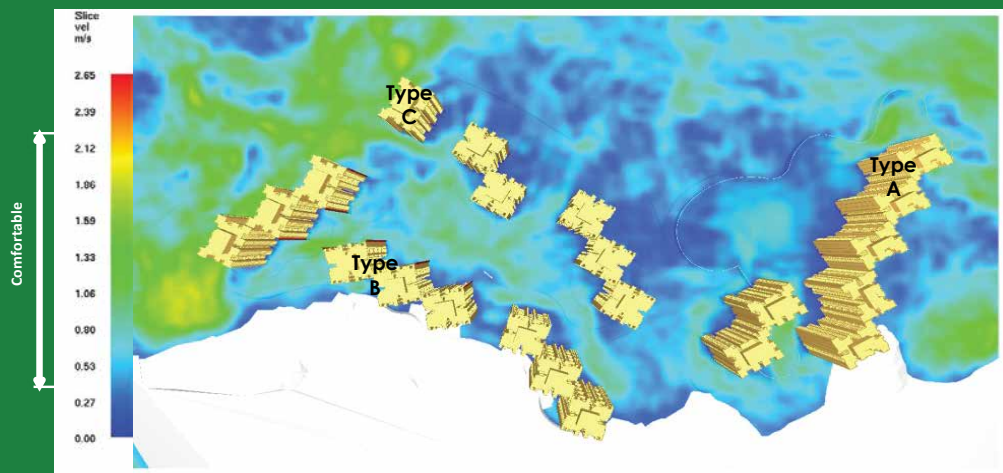 Slice
vel
m/s
2.65
2.39
2.12
1.86
1.59
1.33
1.06
0.80
0.53
0.27
0.00
Comfortable
Type
C
Type
B
Type
A